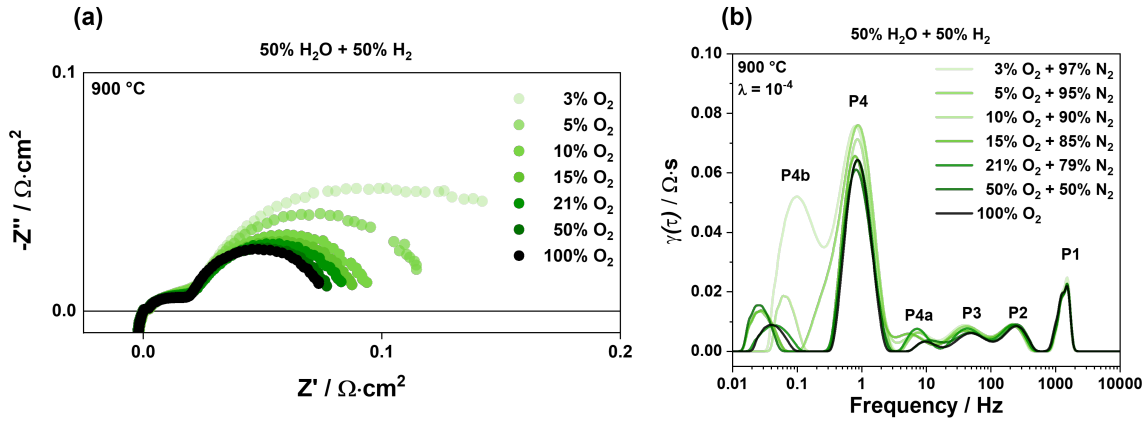 (a)
50% H₂O + 50% H₂
0.1
900 °C
3% O₂
5% O₂
10% O₂
15% O₂
21% O₂
50% O₂
100% O₂
-Z'' / Ω·cm²
0.0
0.0
0.1
0.2
Z' / Ω·cm²
(b)
50% H₂O + 50% H₂
0.10
900 °C
λ = 10⁻⁴
3% O₂ + 97% N₂
5% O₂ + 95% N₂
10% O₂ + 90% N₂
15% O₂ + 85% N₂
21% O₂ + 79% N₂
50% O₂ + 50% N₂
100% O₂
P4
P4b
P4a
P3
P2
P1
γ(τ) / Ω·s
0.08
0.06
0.04
0.02
0.00
0.01
0.1
1
10
100
1000
10000
Frequency / Hz